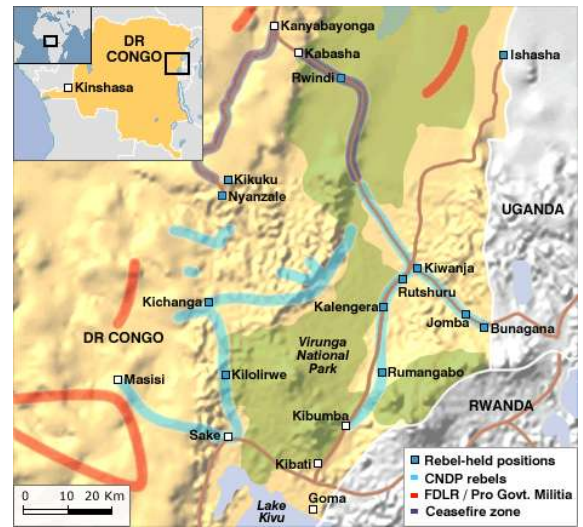 DR
CONGO
Kinshasa
Kanyabayonga
Kabasha
Rwindi
Ishasha
Kikuku
Nyanzale
UGANDA
Kiwanja
Rutshuru
Kichanga
Kalengera
Jomba
Bunagana
DR CONGO
Virunga
National
Park
Masisi
Kilolirwe
Rumangabo
RWANDA
Kibumba
Sake
Kibati
Goma
Lake
Kivu
0 10 20 Km
Rebel-held positions
CNDP rebels
FDLR / Pro Govt. Militia
Ceasefire zone